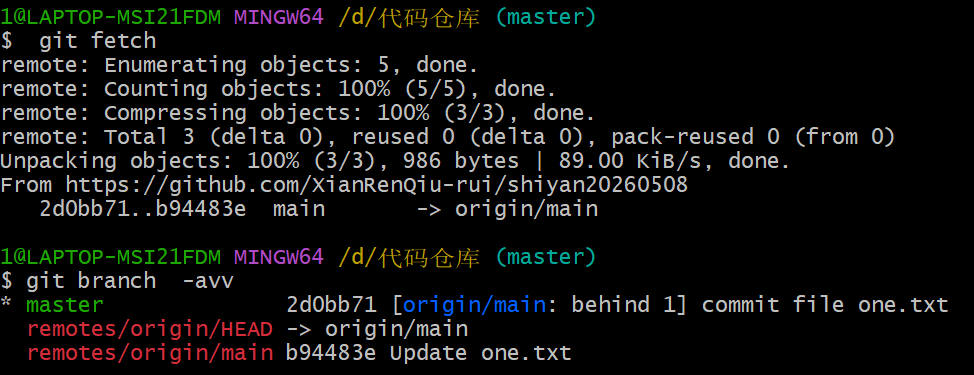 1@LAPTOP-MSI21FDM MINGW64 /d/代码仓库 (master)
$  git fetch
remote: Enumerating objects: 5, done.
remote: Counting objects: 100% (5/5), done.
remote: Compressing objects: 100% (3/3), done.
remote: Total 3 (delta 0), reused 0 (delta 0), pack-reused 0 (from 0)
Unpacking objects: 100% (3/3), 986 bytes | 89.00 KiB/s, done.
From https://github.com/XianRenQiu-rui/shiyan20260508
   2d0bb71..b94483e  main       -> origin/main
1@LAPTOP-MSI21FDM MINGW64 /d/代码仓库 (master)
$ git branch  -avv
* master              2d0bb71 [origin/main: behind 1] commit file one.txt
  remotes/origin/HEAD -> origin/main
  remotes/origin/main b94483e Update one.txt